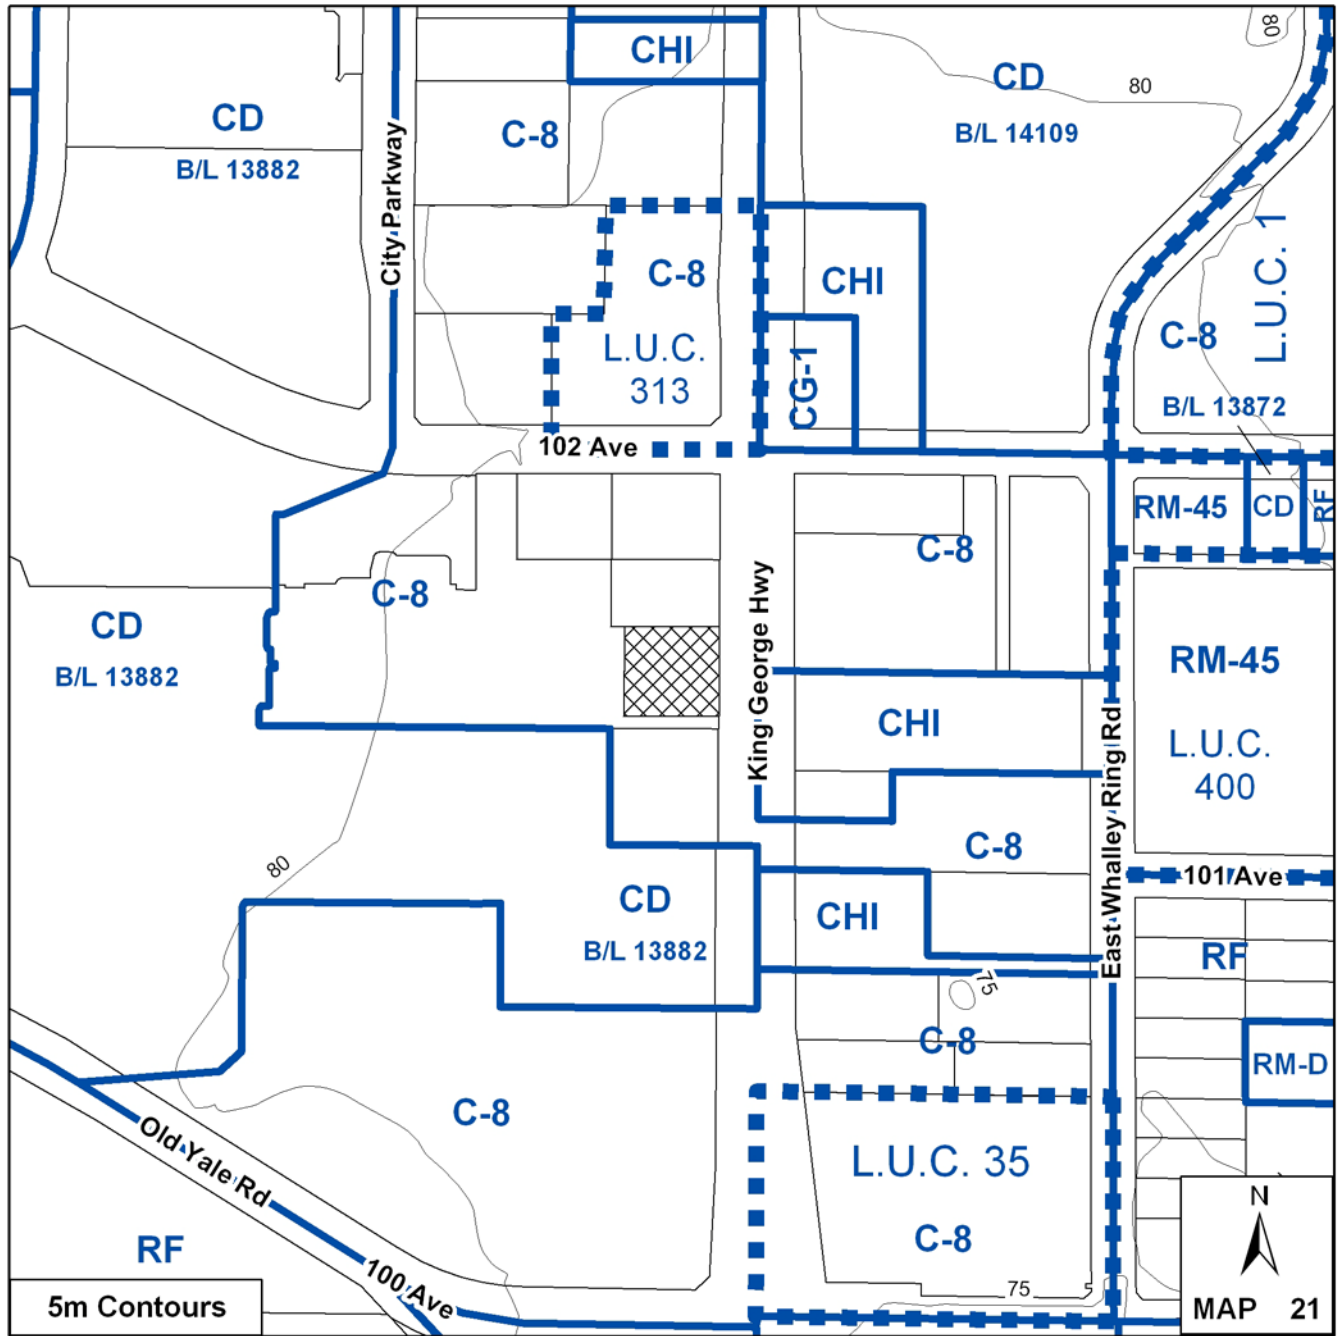 80
CHI
CD
80
CD
B/L 13882
C-8
B/L 14109
City Parkway
C-8
CHI
L.U.C. 1
C-8
L.U.C.
313
CG-1
B/L 13872
102 Ave
RM-45
CD
RF
C-8
C-8
CD
B/L 13882
King George Hwy
RM-45
CHI
L.U.C.
400
East Whalley Ring Rd
C-8
80
101 Ave
CD
B/L 13882
CHI
RF
75
C-8
RM-D
C-8
Old Yale Rd
L.U.C. 35
C-8
RF
100 Ave
75
N
5m Contours
MAP 21